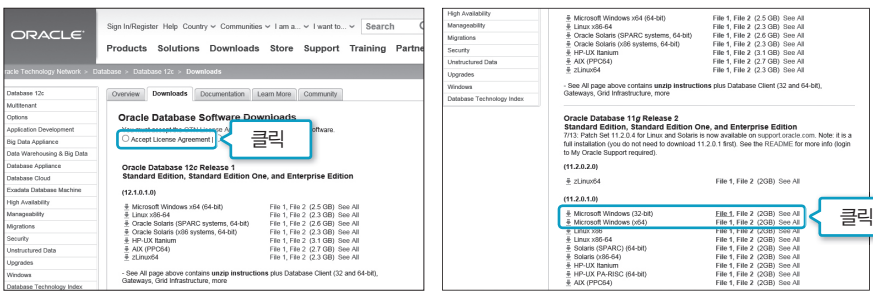 ORACLE
Sign In/Register Help Country Communities I am a... I want to... Search
Products Solutions Downloads Store Support Training Partne
racle Technology Network > Database > Database 12c > Downloads
Database 12c
Multitenant
Options
Application Development
Big Data Appliance
Data Warehousing & Big Data
Database Appliance
Database Cloud
Exadata Database Machine
High Availability
Manageability
Migrations
Security
Unstructured Data
Upgrades
Windows
Database Technology Index
Overview Downloads Documentation Learn More Community
Oracle Database Software Downloads
You must accept the OTN License A oftware.
Accept License Agreement |
클릭
Oracle Database 12c Release 1
Standard Edition, Standard Edition One, and Enterprise Edition
(12.1.0.1.0)
Microsoft Windows x64 (64-bit) File 1, File 2 (2.5 GB) See All
Linux x86-64 File 1, File 2 (2.3 GB) See All
Oracle Solaris (SPARC systems, 64-bit) File 1, File 2 (2.6 GB) See All
Oracle Solaris (x86 systems, 64-bit) File 1, File 2 (2.3 GB) See All
HP-UX Itanium File 1, File 2 (3.1 GB) See All
AIX (PPC64) File 1, File 2 (2.7 GB) See All
zLinux64 File 1, File 2 (2.3 GB) See All
- See All page above contains unzip instructions plus Database Client (32 and 64-bit),
Gateways, Grid Infrastructure, more
High Availability
Manageability
Migrations
Security
Unstructured Data
Upgrades
Windows
Database Technology Index
Microsoft Windows x64 (64-bit) File 1, File 2 (2.5 GB) See All
Linux x86-64 File 1, File 2 (2.3 GB) See All
Oracle Solaris (SPARC systems, 64-bit) File 1, File 2 (2.6 GB) See All
Oracle Solaris (x86 systems, 64-bit) File 1, File 2 (2.3 GB) See All
HP-UX Itanium File 1, File 2 (3.1 GB) See All
AIX (PPC64) File 1, File 2 (2.7 GB) See All
zLinux64 File 1, File 2 (2.3 GB) See All
- See All page above contains unzip instructions plus Database Client (32 and 64-bit),
Gateways, Grid Infrastructure, more
Oracle Database 11g Release 2
Standard Edition, Standard Edition One, and Enterprise Edition
7/13: Patch Set 11.2.0.4 for Linux and Solaris is now available on support.oracle.com. Note: it is a
full installation (you do not need to download 11.2.0.1 first). See the README for more info (login
to My Oracle Support required).
(11.2.0.2.0)
zLinux64 File 1, File 2 (2GB) See All
(11.2.0.1.0)
Microsoft Windows (32-bit) File 1, File 2 (2GB) See All
Microsoft Windows (x64) File 1, File 2 (2GB) See All
클릭
Linux x86 File 1, File 2 (2GB) See All
Linux x86-64 File 1, File 2 (2GB) See All
Solaris (SPARC) (64-bit) File 1, File 2 (2GB) See All
Solaris (x86-64) File 1, File 2 (2GB) See All
HP-UX Itanium File 1, File 2 (2GB) See All
HP-UX PA-RISC (64-bit) File 1, File 2 (2GB) See All
AIX (PPC64) File 1, File 2 (2GB) See All